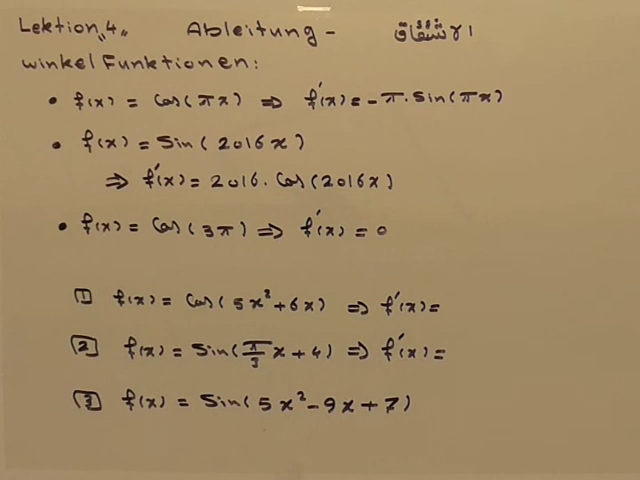 Lektion "4" Ableitung - الاشتقاق
Winkel Funktionen:
• f(x) = Cos(πx) ⇒ f'(x) = -π·Sin(πx)
• f(x) = Sin(2016x)
⇒ f'(x) = 2016·Cos(2016x)
• f(x) = Cos(3π) ⇒ f'(x) = 0
[1] f(x) = Cos(5x²+6x) ⇒ f'(x) =
[2] f(x) = Sin(π/3 x + 4) ⇒ f'(x) =
[3] f(x) = Sin(5x² - 9x + 7)